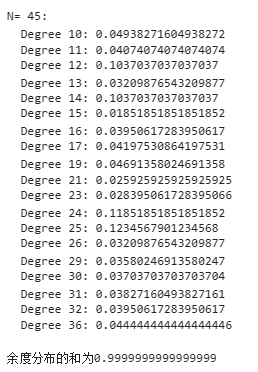 N= 45:
Degree 10: 0.04938271604938272
Degree 11: 0.04074074074074074
Degree 12: 0.1037037037037037
Degree 13: 0.03209876543209877
Degree 14: 0.1037037037037037
Degree 15: 0.01851851851851852
Degree 16: 0.03950617283950617
Degree 17: 0.04197530864197531
Degree 19: 0.04691358024691358
Degree 21: 0.025925925925925925
Degree 23: 0.028395061728395066
Degree 24: 0.11851851851851852
Degree 25: 0.1234567901234568
Degree 26: 0.03209876543209877
Degree 29: 0.03580246913580247
Degree 30: 0.03703703703703704
Degree 31: 0.03827160493827161
Degree 32: 0.03950617283950617
Degree 36: 0.044444444444444446
余度分布的和为0.9999999999999999